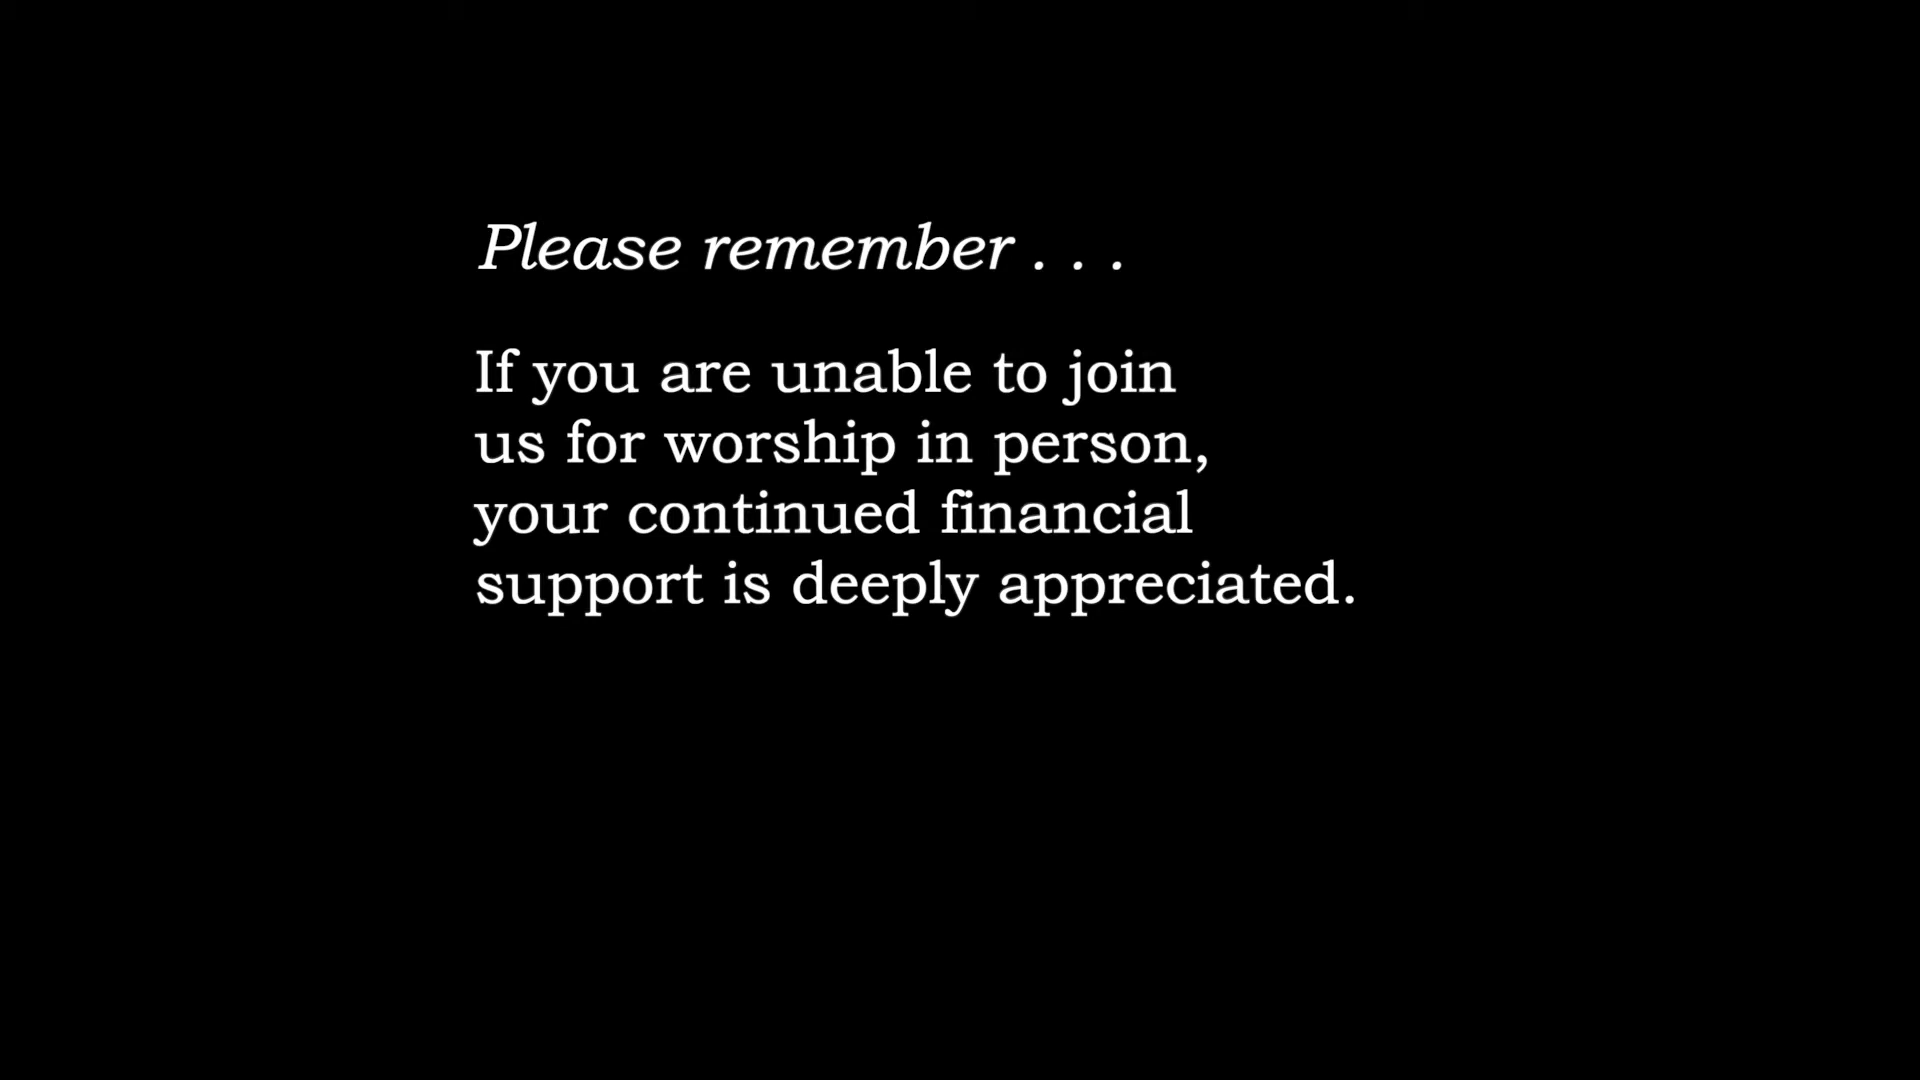 Please remember . . .
If you are unable to join
us for worship in person,
your continued financial
support is deeply appreciated.